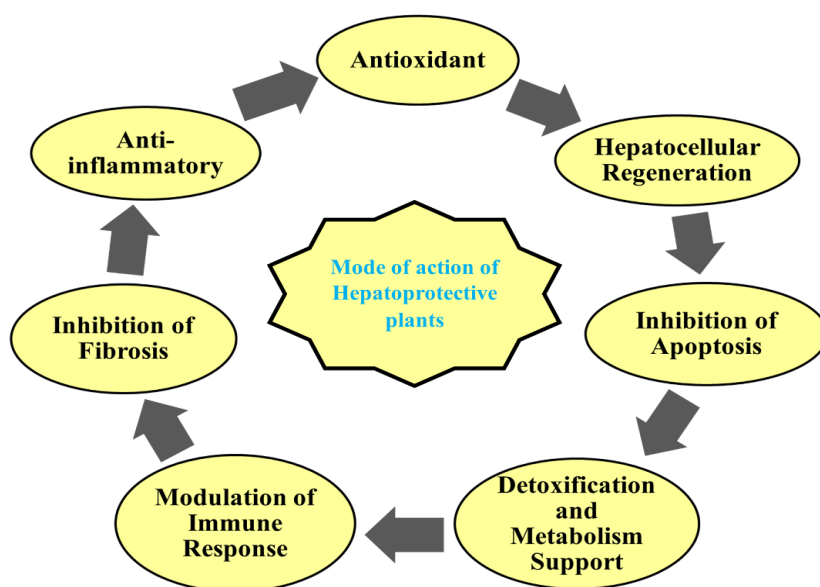 Antioxidant
Hepatocellular
Regeneration
Inhibition of
Apoptosis
Detoxification
and
Metabolism
Support
Modulation of
Immune
Response
Inhibition of
Fibrosis
Anti-
inflammatory
Mode of action of
Hepatoprotective
plants